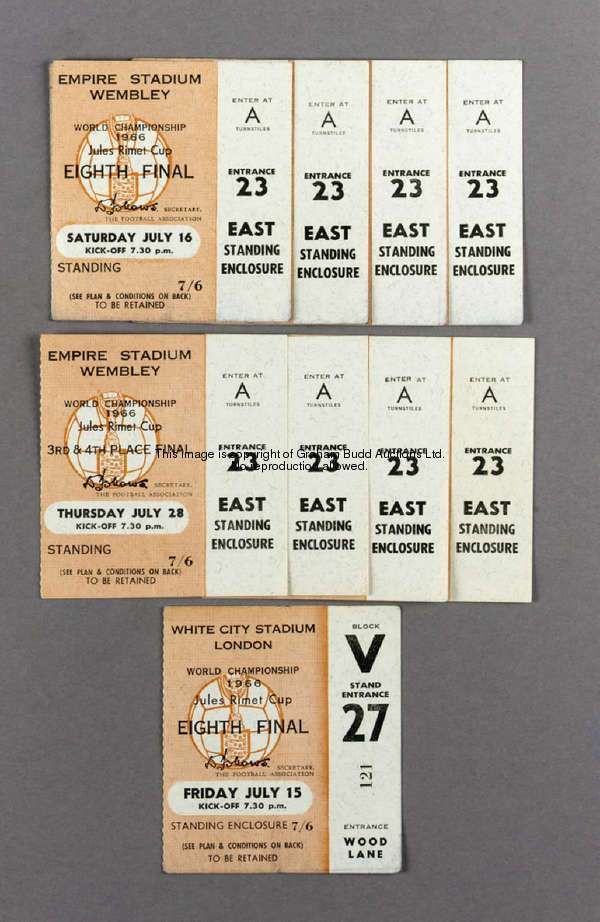 EMPIRE STADIUM
WEMBLEY
WORLD CHAMPIONSHIP
1966
Jules Rimet Cup
EIGHTH FINAL
SECRETARY,
THE FOOTBALL ASSOCIATION
SATURDAY JULY 16
KICK-OFF 7.30 p.m.
STANDING
7/6
(SEE PLAN & CONDITIONS ON BACK)
TO BE RETAINED
ENTER AT
A
TURNSTILES
ENTRANCE
23
EAST
STANDING
ENCLOSURE
ENTER AT
A
TURNSTILES
ENTRANCE
23
EAST
STANDING
ENCLOSURE
ENTER AT
A
TURNSTILES
ENTRANCE
23
EAST
STANDING
ENCLOSURE
ENTER AT
A
TURNSTILES
ENTRANCE
23
EAST
STANDING
ENCLOSURE
EMPIRE STADIUM
WEMBLEY
WORLD CHAMPIONSHIP
1966
Jules Rimet Cup
3RD & 4TH PLACE FINAL
SECRETARY,
THE FOOTBALL ASSOCIATION
THURSDAY JULY 28
KICK-OFF 7.30 p.m.
STANDING
7/6
(SEE PLAN & CONDITIONS ON BACK)
TO BE RETAINED
ENTER AT
A
TURNSTILES
ENTRANCE
23
EAST
STANDING
ENCLOSURE
ENTER AT
A
TURNSTILES
ENTRANCE
23
EAST
STANDING
ENCLOSURE
ENTER AT
A
TURNSTILES
ENTRANCE
23
EAST
STANDING
ENCLOSURE
ENTER AT
A
TURNSTILES
ENTRANCE
23
EAST
STANDING
ENCLOSURE
This image is copyright of Graham Budd Auctions Ltd.
No reproduction allowed.
WHITE CITY STADIUM
LONDON
WORLD CHAMPIONSHIP
1966
Jules Rimet Cup
EIGHTH FINAL
SECRETARY,
THE FOOTBALL ASSOCIATION
FRIDAY JULY 15
KICK-OFF 7.30 p.m.
STANDING ENCLOSURE 7/6
(SEE PLAN & CONDITIONS ON BACK)
TO BE RETAINED
BLOCK
V
STAND
ENTRANCE
27
121
ENTRANCE
WOOD
LANE